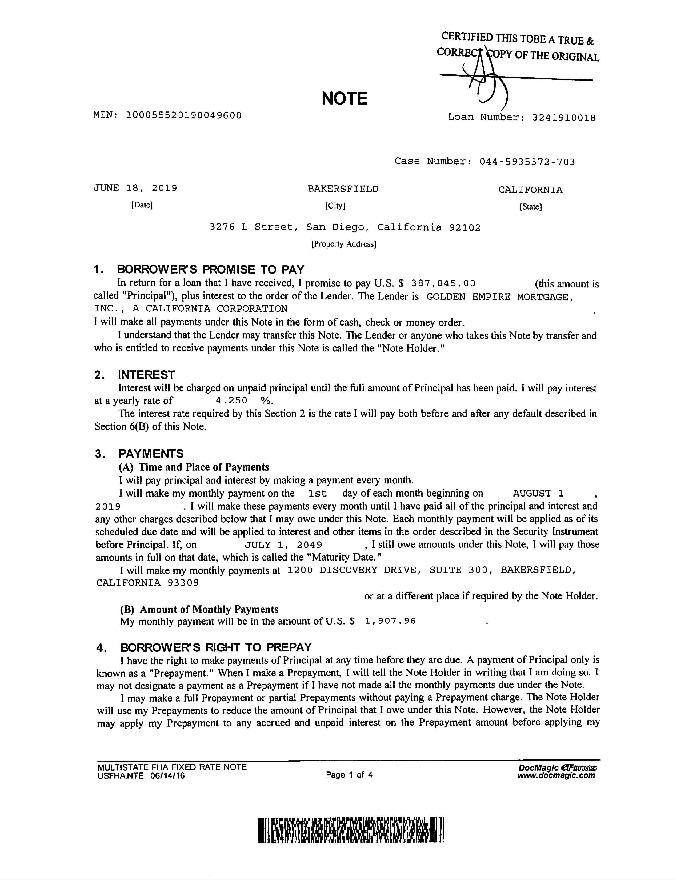 CERTIFIED THIS TOBE A TRUE &
CORRECT COPY OF THE ORIGINAL
NOTE
MIN: 100055520190049600
Loan Number: 3241910018
Case Number: 044-5935372-703
JUNE 18, 2019 BAKERSFIELD CALIFORNIA
[Date] [City] [State]
3276 L Street, San Diego, California 92102
[Property Address]
1. BORROWER'S PROMISE TO PAY
In return for a loan that I have received, I promise to pay U.S. $ 387,845.00 (this amount is
called "Principal"), plus interest to the order of the Lender. The Lender is GOLDEN EMPIRE MORTGAGE,
INC., A CALIFORNIA CORPORATION .
I will make all payments under this Note in the form of cash, check or money order.
I understand that the Lender may transfer this Note. The Lender or anyone who takes this Note by transfer and
who is entitled to receive payments under this Note is called the "Note Holder."
2. INTEREST
Interest will be charged on unpaid principal until the full amount of Principal has been paid. I will pay interest
at a yearly rate of 4.250 %.
The interest rate required by this Section 2 is the rate I will pay both before and after any default described in
Section 6(B) of this Note.
3. PAYMENTS
(A) Time and Place of Payments
I will pay principal and interest by making a payment every month.
I will make my monthly payment on the 1st day of each month beginning on AUGUST 1 ,
2019 . I will make these payments every month until I have paid all of the principal and interest and
any other charges described below that I may owe under this Note. Each monthly payment will be applied as of its
scheduled due date and will be applied to interest and other items in the order described in the Security Instrument
before Principal. If, on JULY 1, 2049 , I still owe amounts under this Note, I will pay those
amounts in full on that date, which is called the "Maturity Date."
I will make my monthly payments at 1200 DISCOVERY DRIVE, SUITE 300, BAKERSFIELD,
CALIFORNIA 93309
or at a different place if required by the Note Holder.
(B) Amount of Monthly Payments
My monthly payment will be in the amount of U.S. $ 1,907.96 .
4. BORROWER'S RIGHT TO PREPAY
I have the right to make payments of Principal at any time before they are due. A payment of Principal only is
known as a "Prepayment." When I make a Prepayment, I will tell the Note Holder in writing that I am doing so. I
may not designate a payment as a Prepayment if I have not made all the monthly payments due under the Note.
I may make a full Prepayment or partial Prepayments without paying a Prepayment charge. The Note Holder
will use my Prepayments to reduce the amount of Principal that I owe under this Note. However, the Note Holder
may apply my Prepayment to any accrued and unpaid interest on the Prepayment amount before applying my
MULTISTATE FHA FIXED RATE NOTE
USFHA.NTE 06/14/16
Page 1 of 4
DocMagic
www.docmagic.com